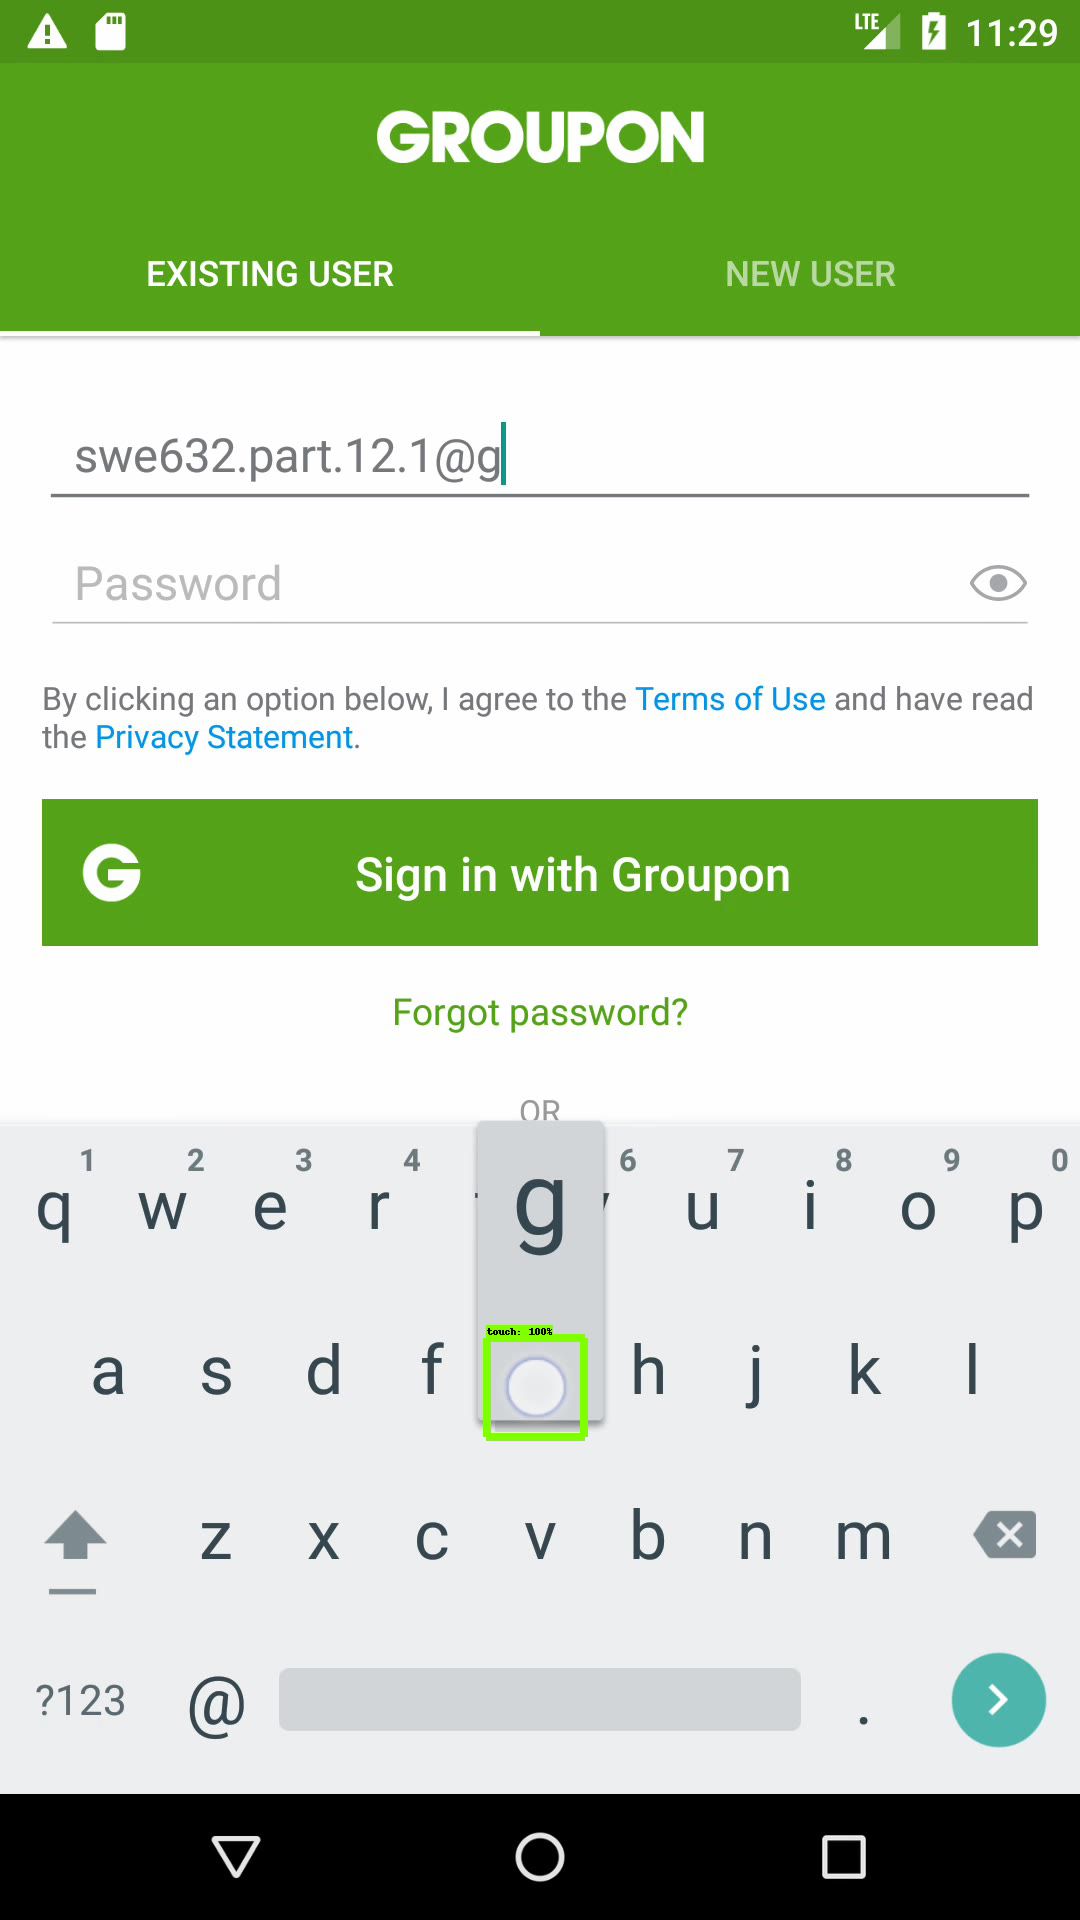 LTE 11:29
GROUPON
EXISTING USER NEW USER
swe632.part.12.1@g
Password
By clicking an option below, I agree to the Terms of Use and have read
the Privacy Statement.
G Sign in with Groupon
Forgot password?
OR
1 2 3 4 6 7 8 9 0
q w e r g u i o p
touch: 100%
a s d f h j k l
z x c v b n m
?123 @ .